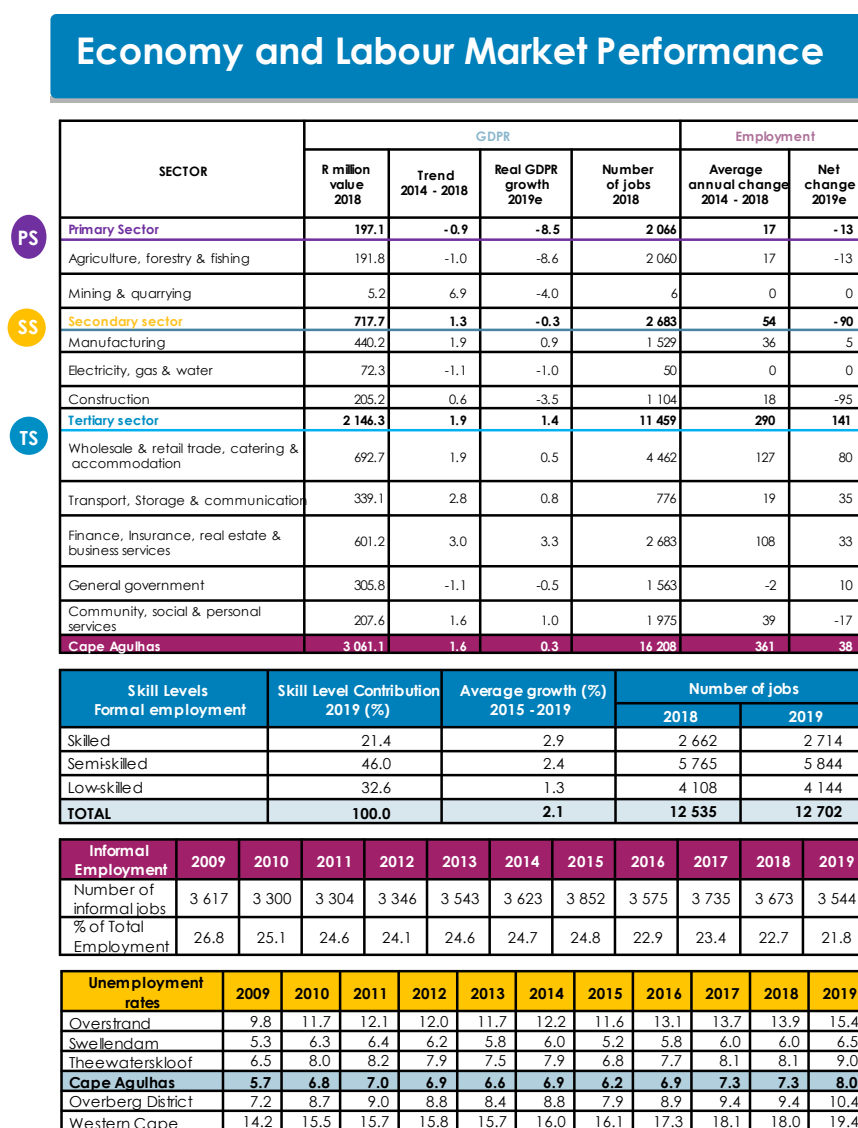 Economy and Labour Market Performance
SECTOR
GDPR
Employment
R million value 2018
Trend 2014 - 2018
Real GDPR growth 2019e
Number of jobs 2018
Average annual change 2014 - 2018
Net change 2019e
PS
Primary Sector 197.1 -0.9 -8.5 2 066 17 -13
Agriculture, forestry & fishing 191.8 -1.0 -8.6 2 060 17 -13
Mining & quarrying 5.2 6.9 -4.0 6 0 0
SS
Secondary sector 717.7 1.3 -0.3 2 683 54 -90
Manufacturing 440.2 1.9 0.9 1 529 36 5
Electricity, gas & water 72.3 -1.1 -1.0 50 0 0
Construction 205.2 0.6 -3.5 1 104 18 -95
TS
Tertiary sector 2 146.3 1.9 1.4 11 459 290 141
Wholesale & retail trade, catering & accommodation 692.7 1.9 0.5 4 462 127 80
Transport, Storage & communication 339.1 2.8 0.8 776 19 35
Finance, Insurance, real estate & business services 601.2 3.0 3.3 2 683 108 33
General government 305.8 -1.1 -0.5 1 563 -2 10
Community, social & personal services 207.6 1.6 1.0 1 975 39 -17
Cape Agulhas 3 061.1 1.6 0.3 16 208 361 38
Skill Levels Formal employment
Skill Level Contribution 2019 (%)
Average growth (%) 2015 - 2019
Number of jobs
2018 2019
Skilled 21.4 2.9 2 662 2 714
Semi-skilled 46.0 2.4 5 765 5 844
Low-skilled 32.6 1.3 4 108 4 144
TOTAL 100.0 2.1 12 535 12 702
Informal Employment 2009 2010 2011 2012 2013 2014 2015 2016 2017 2018 2019
Number of informal jobs 3 617 3 300 3 304 3 346 3 543 3 623 3 852 3 575 3 735 3 673 3 544
% of Total Employment 26.8 25.1 24.6 24.1 24.6 24.7 24.8 22.9 23.4 22.7 21.8
Unemployment rates 2009 2010 2011 2012 2013 2014 2015 2016 2017 2018 2019
Overstrand 9.8 11.7 12.1 12.0 11.7 12.2 11.6 13.1 13.7 13.9 15.4
Swellendam 5.3 6.3 6.4 6.2 5.8 6.0 5.2 5.8 6.0 6.0 6.5
Theewaterskloof 6.5 8.0 8.2 7.9 7.5 7.9 6.8 7.7 8.1 8.1 9.0
Cape Agulhas 5.7 6.8 7.0 6.9 6.6 6.9 6.2 6.9 7.3 7.3 8.0
Overberg District 7.2 8.7 9.0 8.8 8.4 8.8 7.9 8.9 9.4 9.4 10.4
Western Cape 14.2 15.5 15.7 15.8 15.7 16.0 16.1 17.3 18.1 18.0 19.4